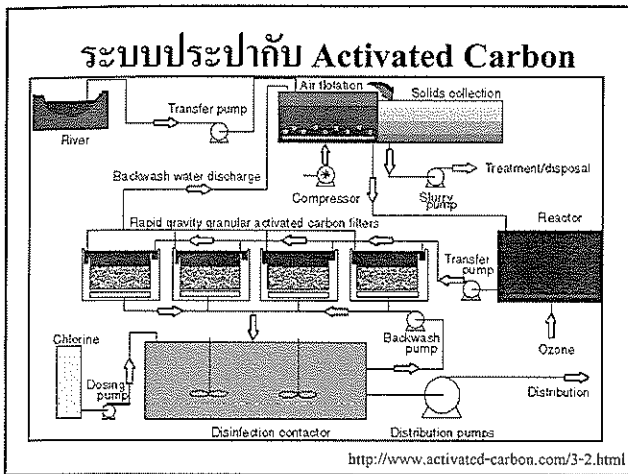 ระบบประปากับ Activated Carbon
Air flotation
Solids collection
Transfer pump
River
Backwash water discharge
Treatment/disposal
Compressor
Slurry pump
Reactor
Rapid gravity granular activated carbon filters
Transfer pump
Chlorine
Backwash pump
Ozone
Dosing pump
Distribution
Disinfection contactor
Distribution pumps
http://www.activated-carbon.com/3-2.html